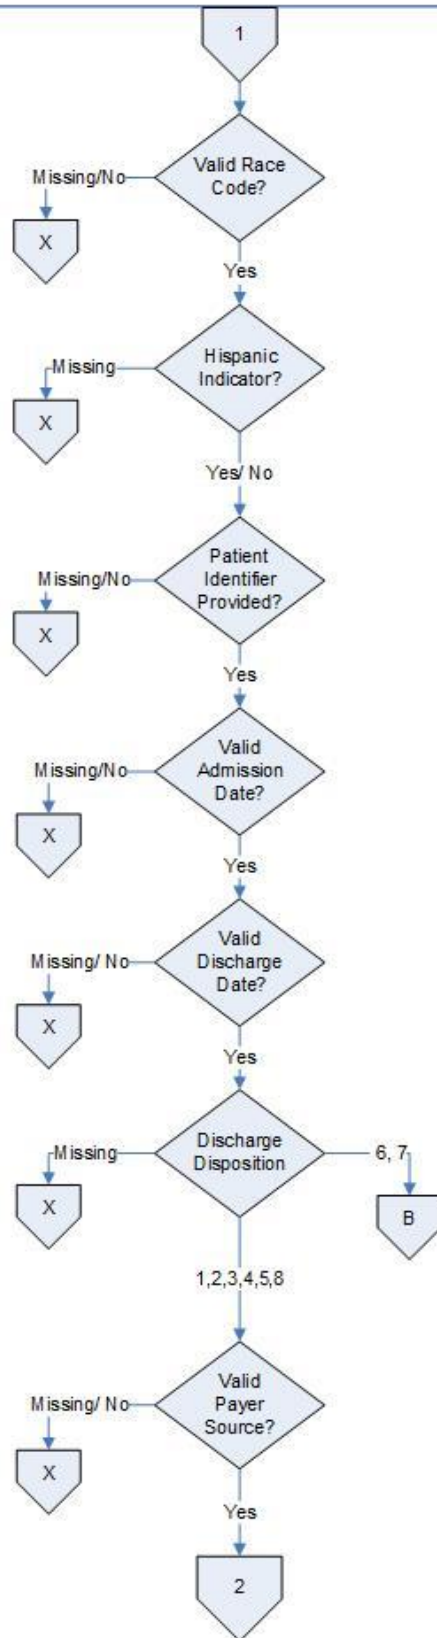 1
Valid Race
Code?
Missing/No
X
Yes
Hispanic
Indicator?
Missing
X
Yes/ No
Patient
Identifier
Provided?
Missing/No
X
Yes
Valid
Admission
Date?
Missing/No
X
Yes
Valid
Discharge
Date?
Missing/ No
X
Yes
Discharge
Disposition
Missing
6, 7
X
B
1,2,3,4,5,8
Valid
Payer
Source?
Missing/ No
X
Yes
2